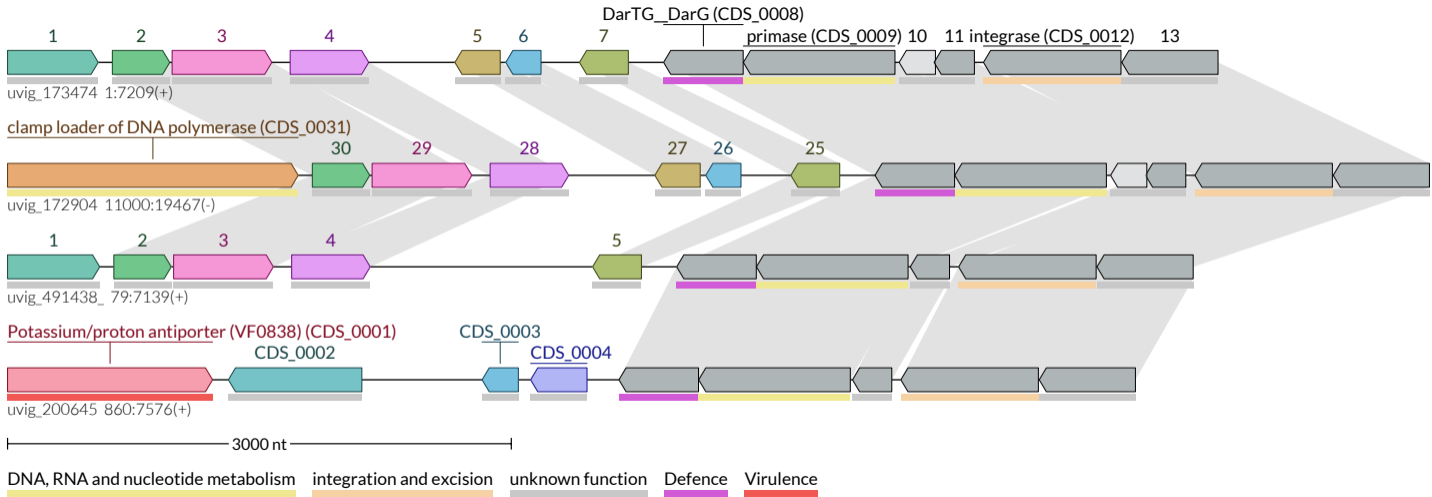 DarTG__DarG (CDS_0008)
1 2 3 4 5 6 7 primase (CDS_0009) 10 11 integrase (CDS_0012) 13
uvig_173474 1:7209(+)
clamp loader of DNA polymerase (CDS_0031)
30 29 28 27 26 25
uvig_172904 11000:19467(-)
1 2 3 4 5
uvig_491438_ 79:7139(+)
Potassium/proton antiporter (VF0838) (CDS_0001) CDS_0003
CDS_0002 CDS_0004
uvig_200645 860:7576(+)
3000 nt
DNA, RNA and nucleotide metabolism integration and excision unknown function Defence Virulence